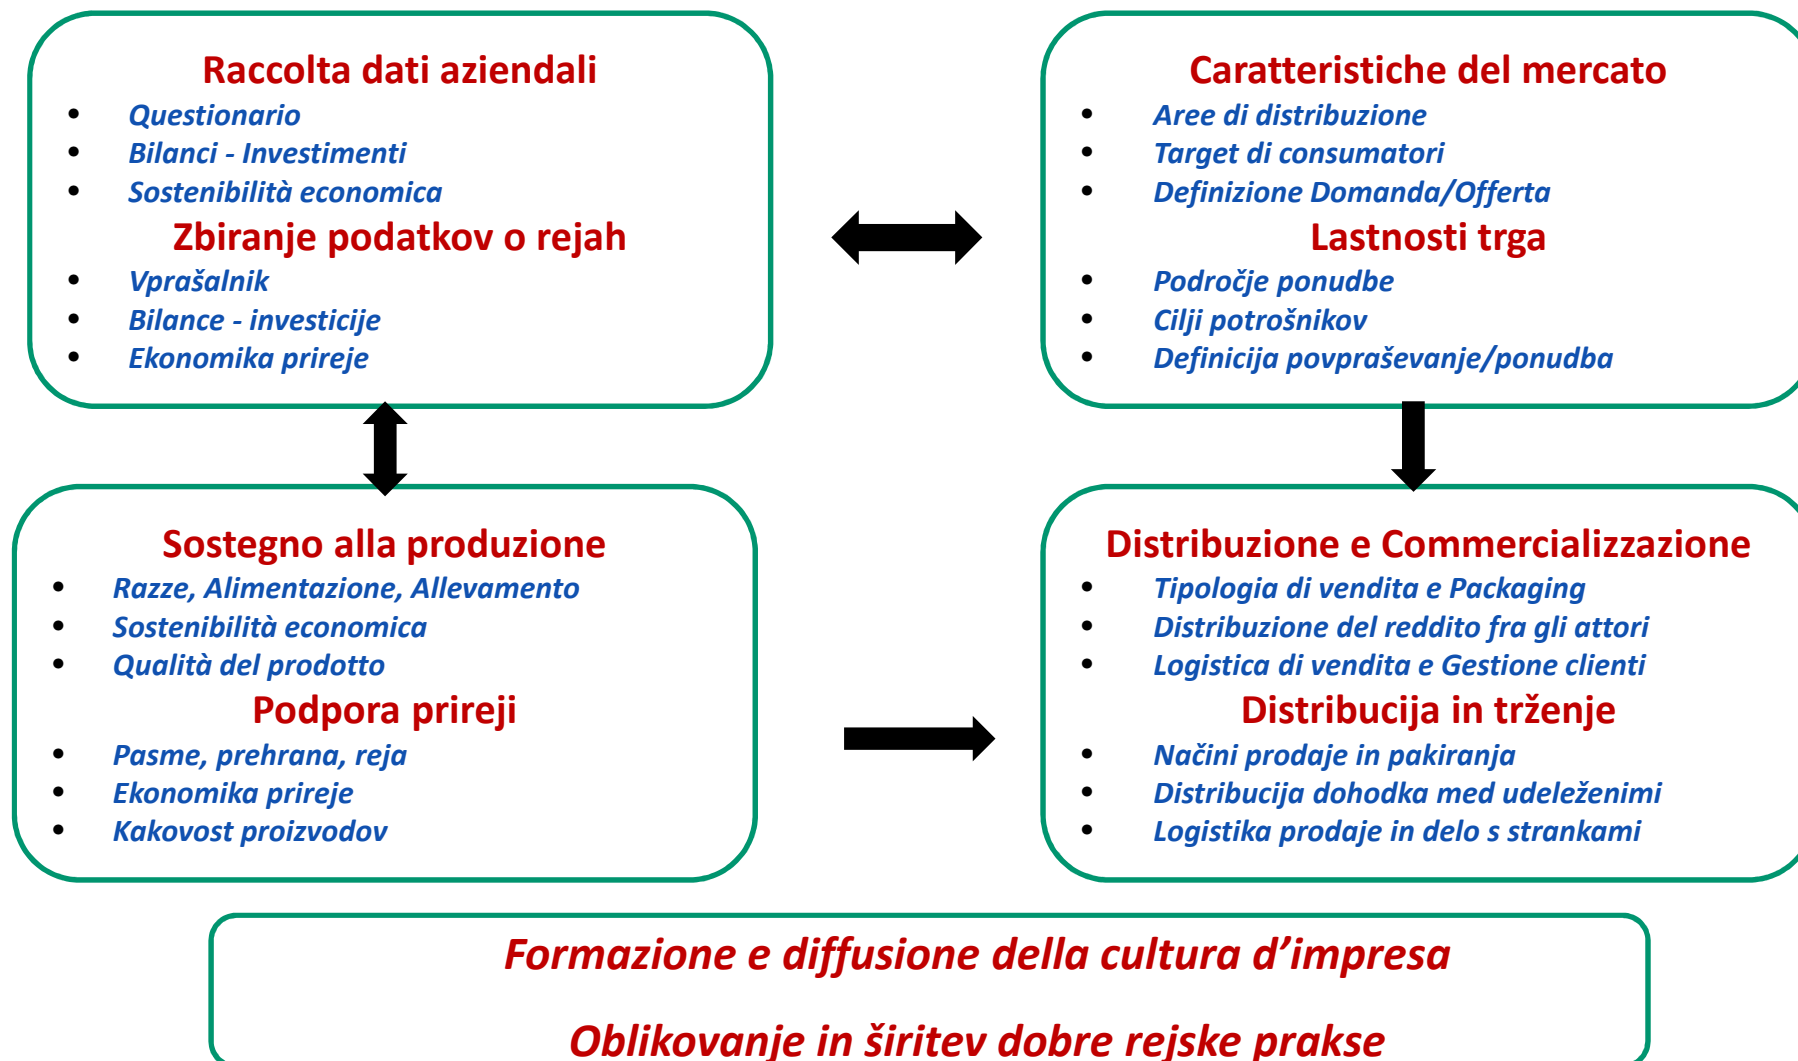 Raccolta dati aziendali
• Questionario
• Bilanci - Investimenti
• Sostenibilità economica
Zbiranje podatkov o rejah
• Vprašalnik
• Bilance - investicije
• Ekonomika prireje
Caratteristiche del mercato
• Aree di distribuzione
• Target di consumatori
• Definizione Domanda/Offerta
Lastnosti trga
• Področje ponudbe
• Cilji potrošnikov
• Definicija povpraševanje/ponudba
Sostegno alla produzione
• Razze, Alimentazione, Allevamento
• Sostenibilità economica
• Qualità del prodotto
Podpora prireji
• Pasme, prehrana, reja
• Ekonomika prireje
• Kakovost proizvodov
Distribuzione e Commercializzazione
• Tipologia di vendita e Packaging
• Distribuzione del reddito fra gli attori
• Logistica di vendita e Gestione clienti
Distribucija in trženje
• Načini prodaje in pakiranja
• Distribucija dohodka med udeleženimi
• Logistika prodaje in delo s strankami
Formazione e diffusione della cultura d’impresa
Oblikovanje in širitev dobre rejske prakse